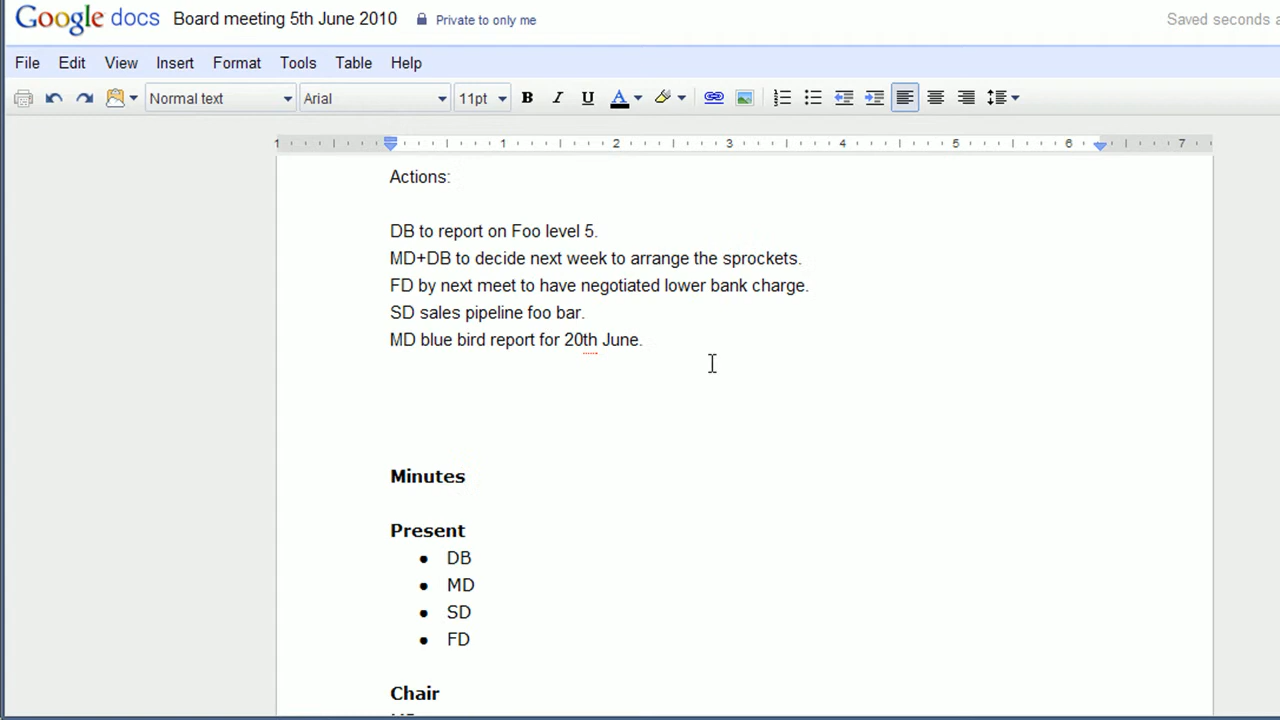 Google docs Board meeting 5th June 2010 Private to only me Saved seconds
File Edit View Insert Format Tools Table Help
Normal text Arial 11pt B I U A
1 1 2 3 4 5 6 7
Actions:
DB to report on Foo level 5.
MD+DB to decide next week to arrange the sprockets.
FD by next meet to have negotiated lower bank charge.
SD sales pipeline foo bar.
MD blue bird report for 20th June.
Minutes
Present
● DB
● MD
● SD
● FD
Chair